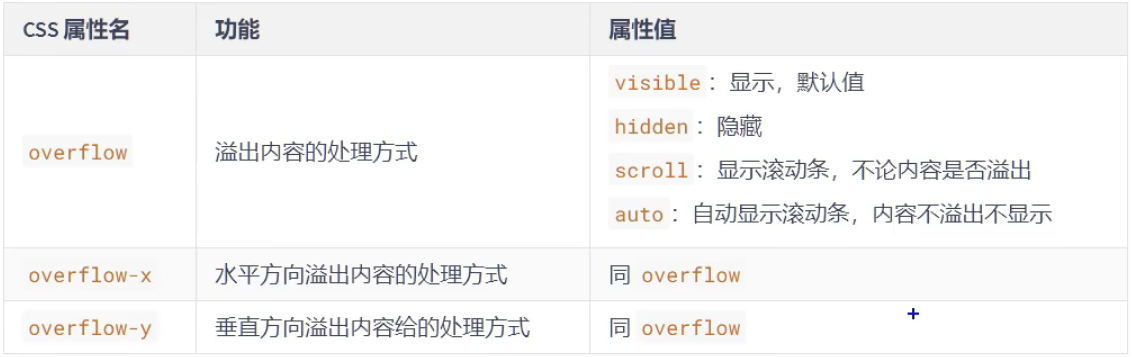 CSS 属性名 功能 属性值
overflow 溢出内容的处理方式
visible：显示，默认值
hidden：隐藏
scroll：显示滚动条，不论内容是否溢出
auto：自动显示滚动条，内容不溢出不显示
overflow-x 水平方向溢出内容的处理方式 同 overflow
overflow-y 垂直方向溢出内容给的处理方式 同 overflow